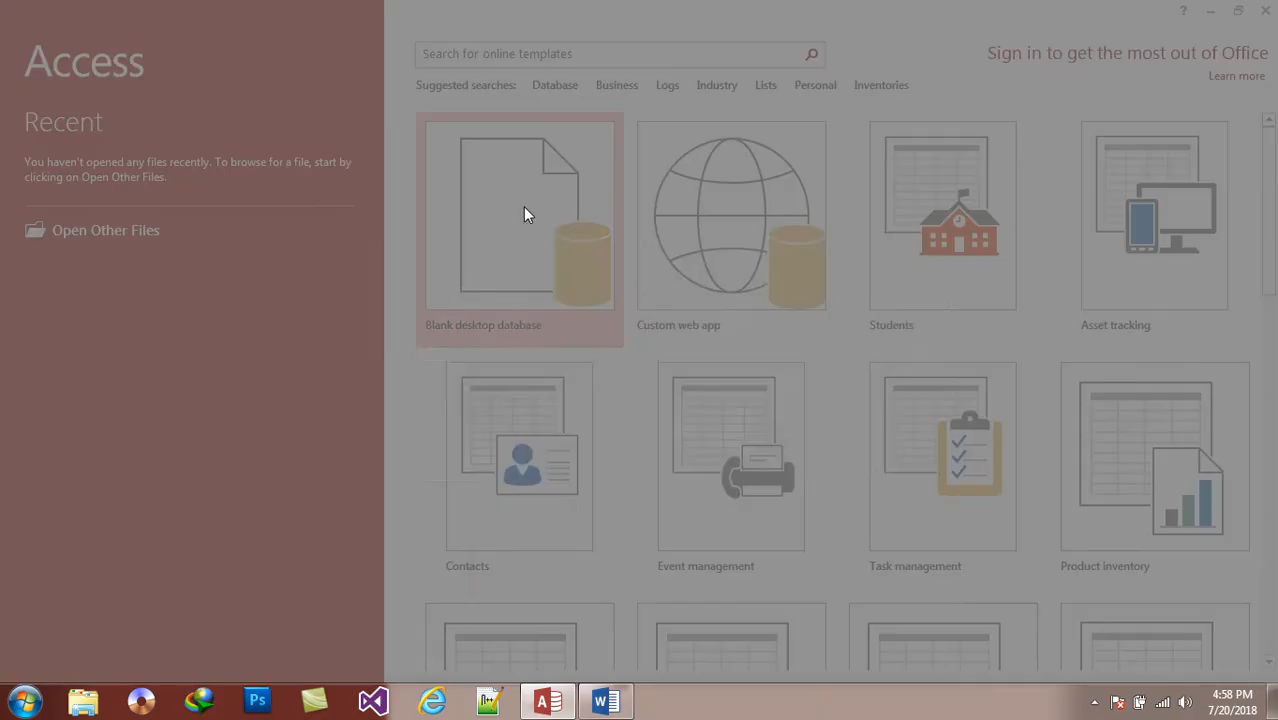 Access
Recent
You haven't opened any files recently. To browse for a file, start by
clicking on Open Other Files.
Open Other Files
?
Search for online templates
Sign in to get the most out of Office
Learn more
Suggested searches: Database Business Logs Industry Lists Personal Inventories
Blank desktop database
Custom web app
Students
Asset tracking
Contacts
Event management
Task management
Product inventory
Ps
n++
A
W
4:58 PM
7/20/2018